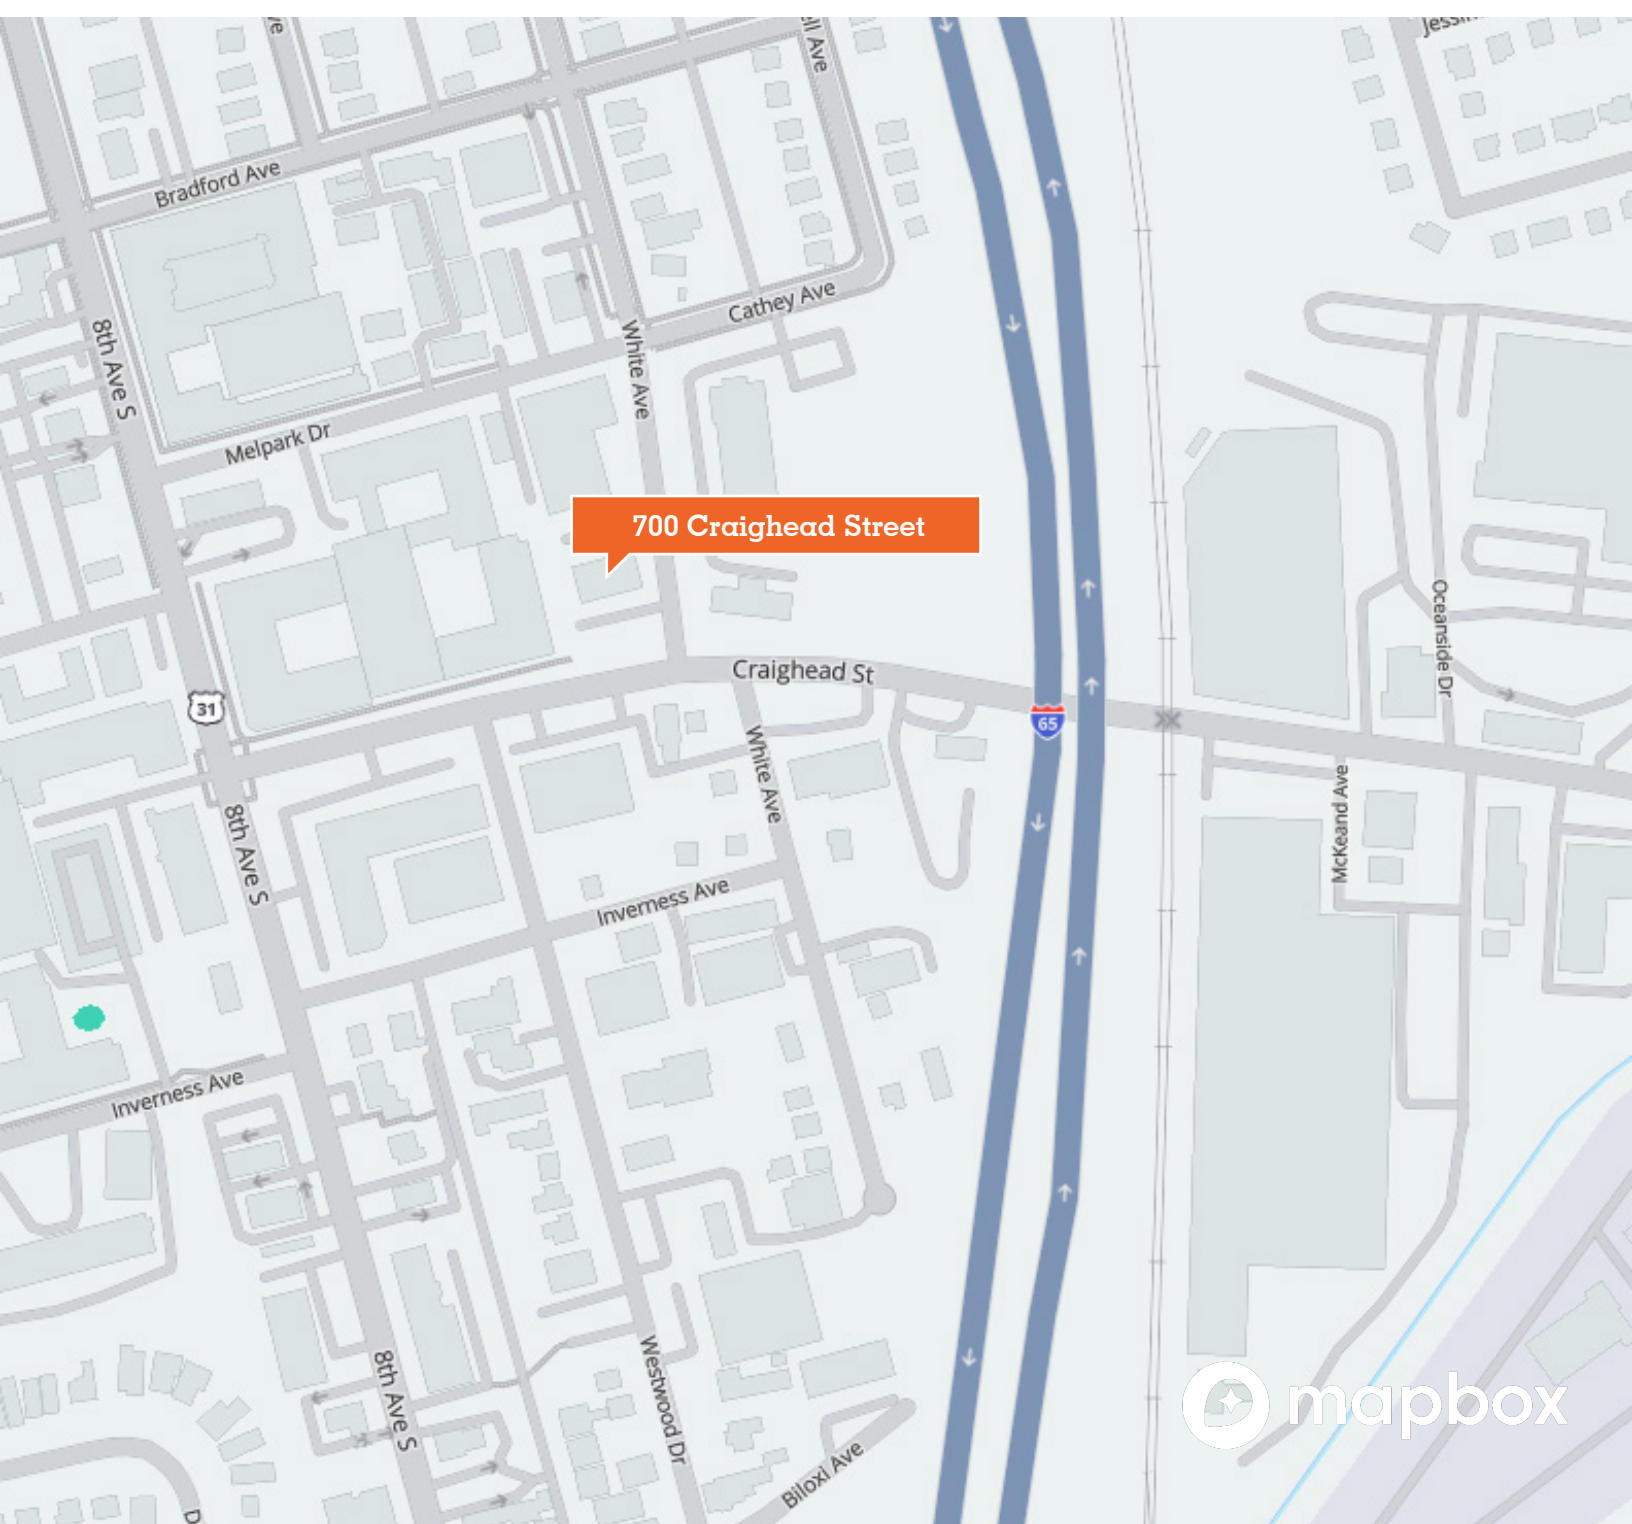 Bradford Ave
Cathey Ave
8th Ave S
White Ave
Melpark Dr
700 Craighead Street
Oceanside Dr
Craighead St
31
65
White Ave
McKeand Ave
8th Ave S
Inverness Ave
Inverness Ave
8th Ave S
Westwood Dr
mapbox
Biloxi Ave